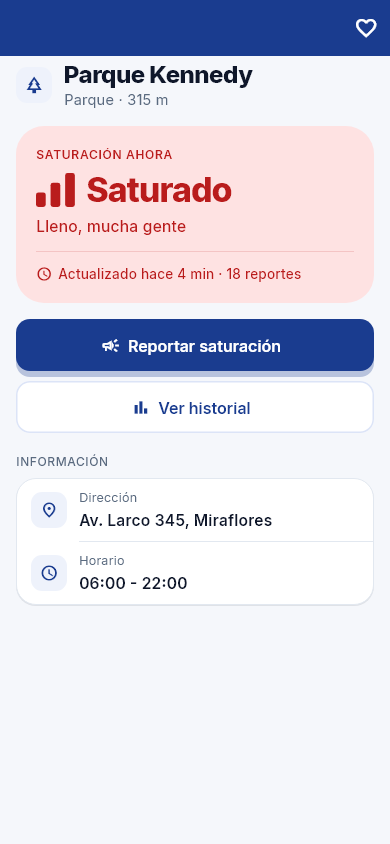 Parque Kennedy
Parque · 315 m
SATURACIÓN AHORA
Saturado
Lleno, mucha gente
Actualizado hace 4 min · 18 reportes
Reportar saturación
Ver historial
INFORMACIÓN
Dirección
Av. Larco 345, Miraflores
Horario
06:00 - 22:00